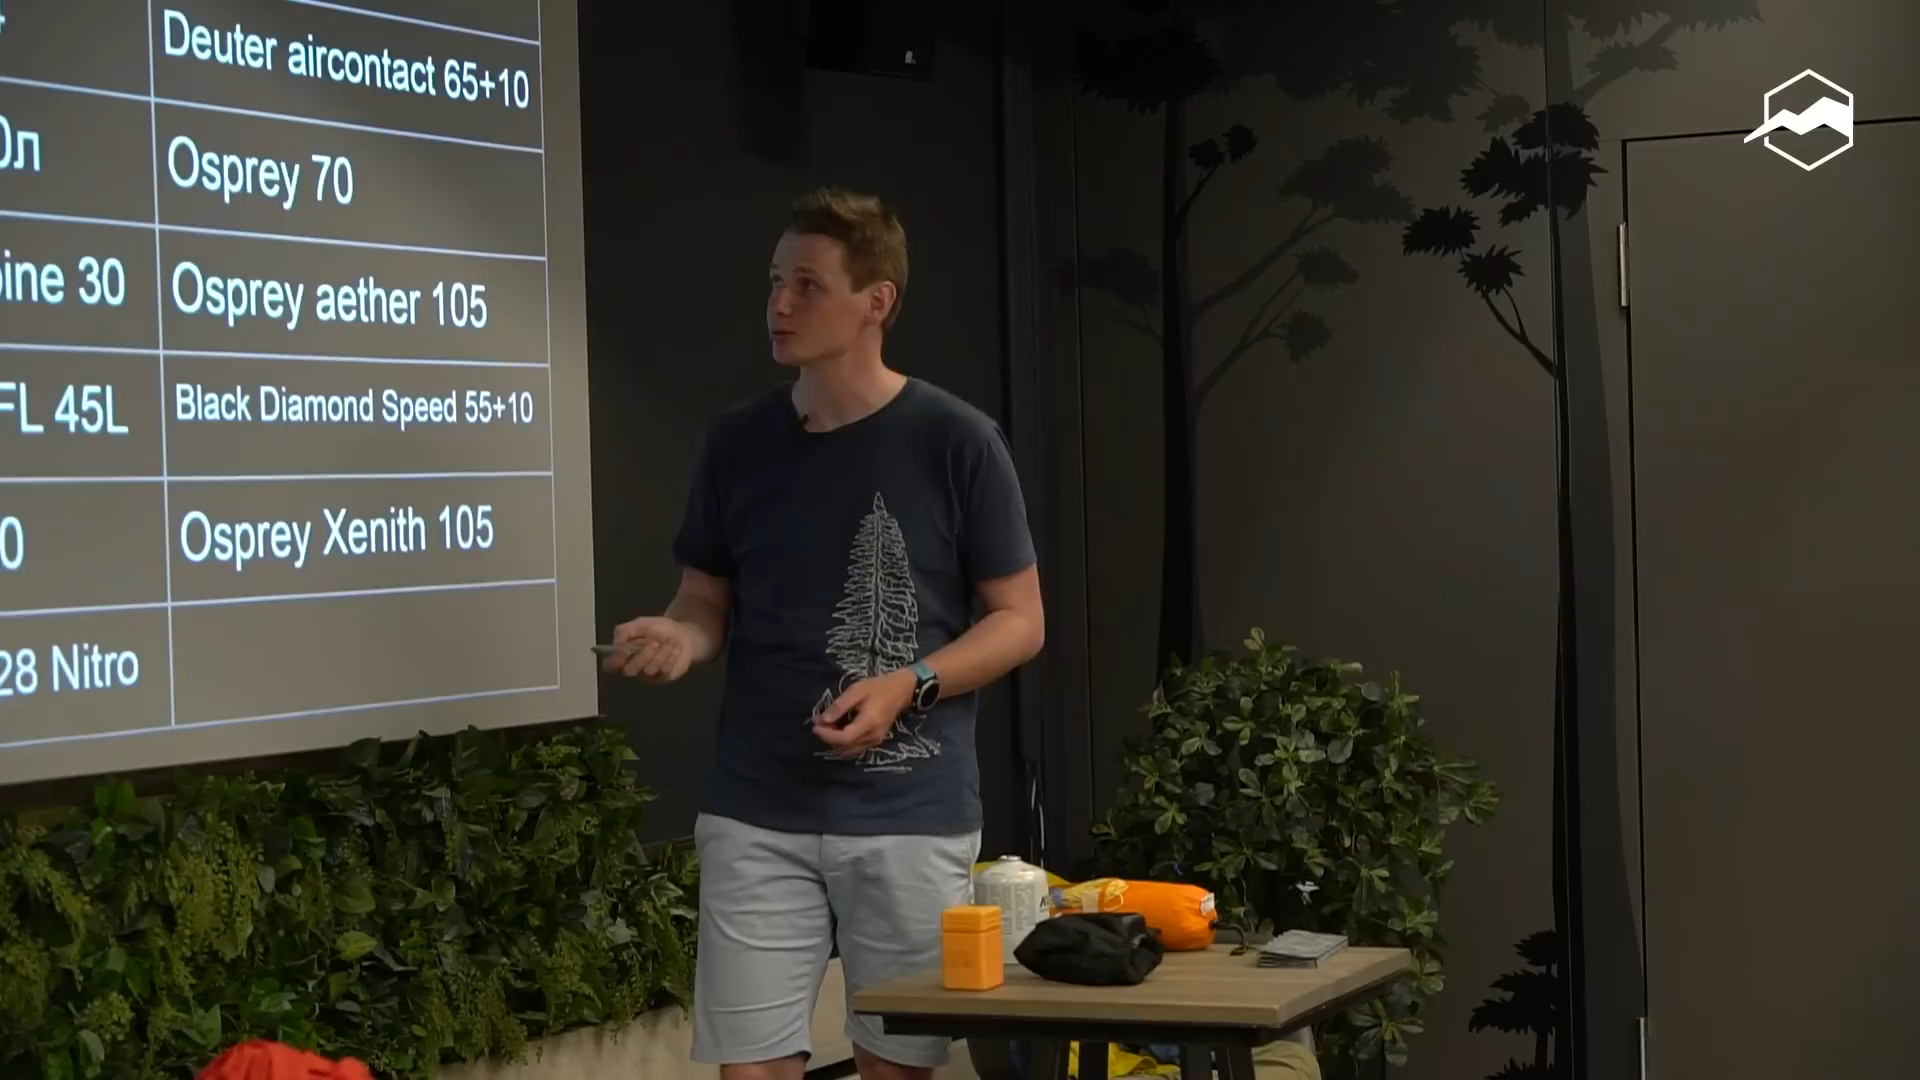 Deuter aircontact 65+10
0л Osprey 70
pine 30 Osprey aether 105
FL 45L Black Diamond Speed 55+10
0 Osprey Xenith 105
28 Nitro